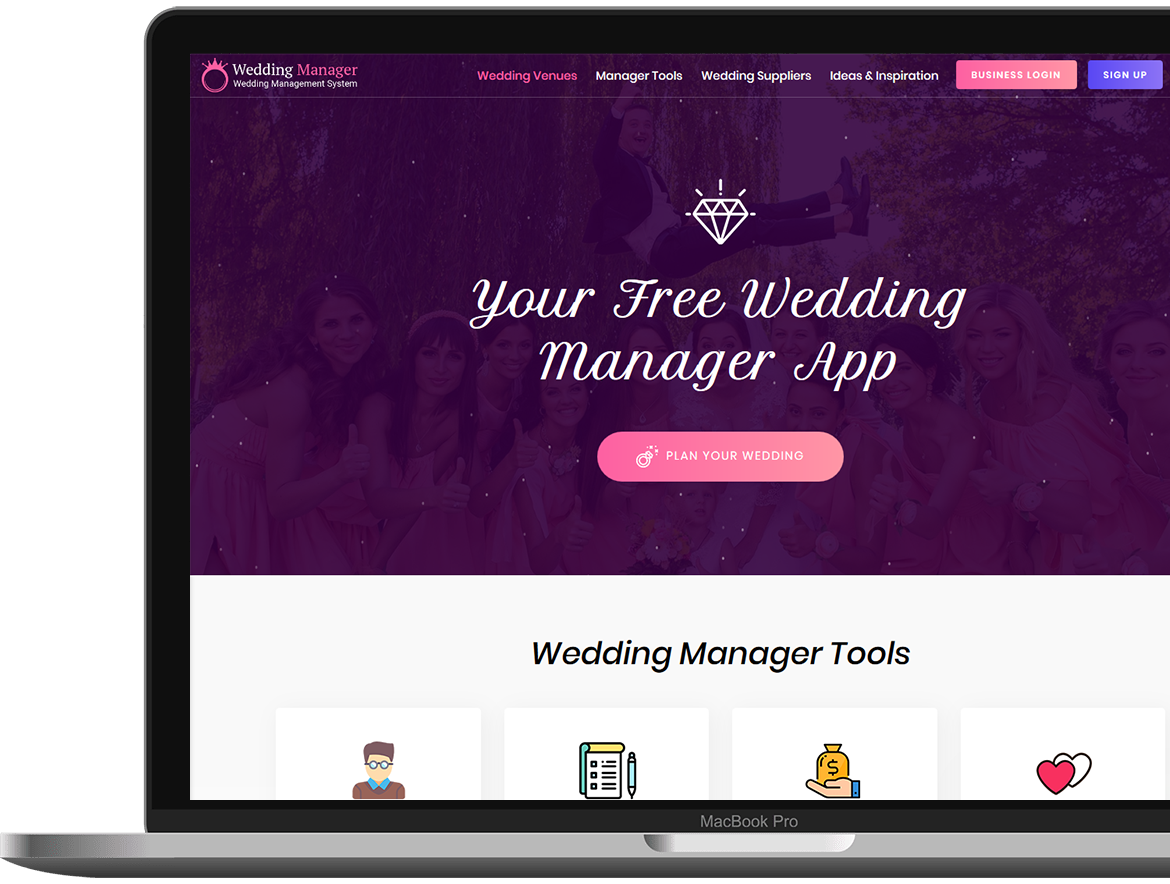 Wedding Manager
Wedding Management System
Wedding Venues
Manager Tools
Wedding Suppliers
Ideas & Inspiration
BUSINESS LOGIN
SIGN UP
Your Free Wedding
Manager App
PLAN YOUR WEDDING
Wedding Manager Tools
$
MacBook Pro